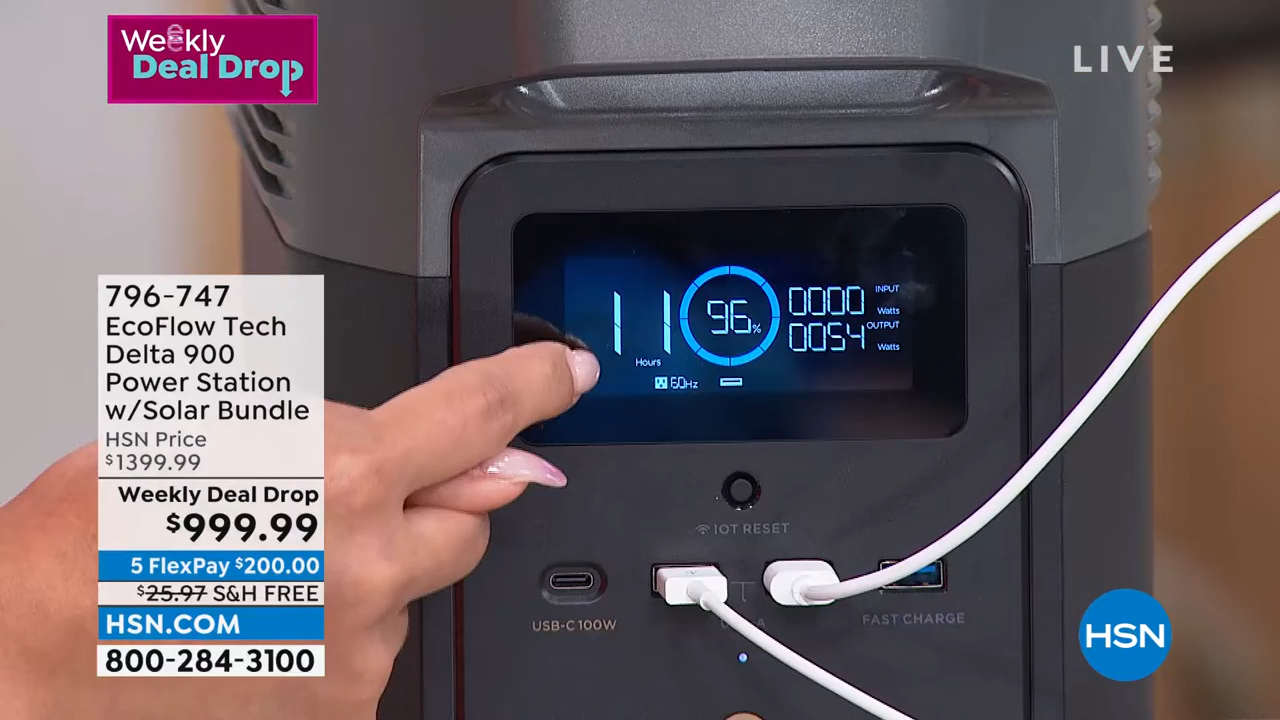 Weekly
Deal Drop
LIVE
796-747
EcoFlow Tech
Delta 900
Power Station
w/Solar Bundle
HSN Price
$1399.99
Weekly Deal Drop
$999.99
5 FlexPay $200.00
$25.97 S&H FREE
HSN.COM
800-284-3100
11
Hours
96%
0000 INPUT
Watts
0054 OUTPUT
Watts
60Hz
IOT RESET
USB-C 100W
FAST CHARGE
HSN